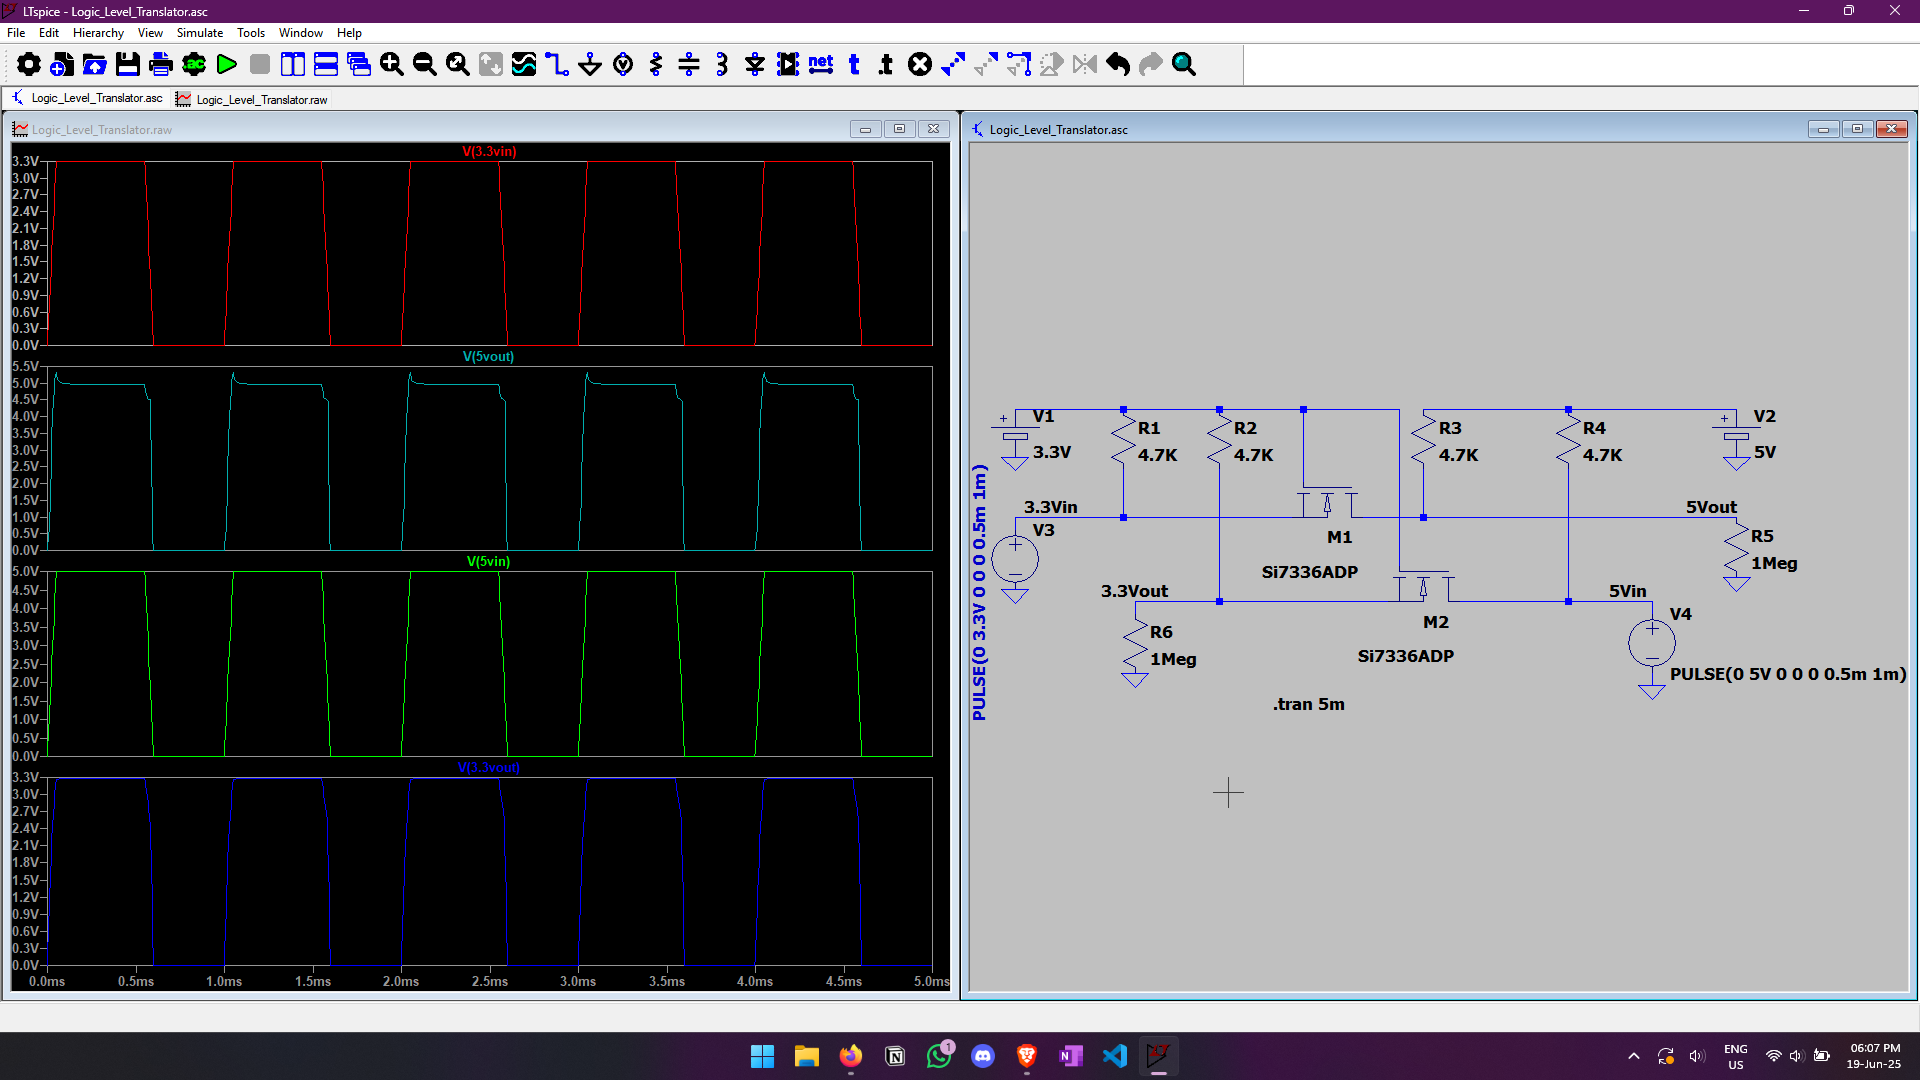 LTspice - Logic_Level_Translator.asc
File Edit Hierarchy View Simulate Tools Window Help
ac net t .t
Logic_Level_Translator.asc Logic_Level_Translator.raw
Logic_Level_Translator.raw
V(3.3vin)
3.3V
3.0V
2.7V
2.4V
2.1V
1.8V
1.5V
1.2V
0.9V
0.6V
0.3V
0.0V
V(5vout)
5.5V
5.0V
4.5V
4.0V
3.5V
3.0V
2.5V
2.0V
1.5V
1.0V
0.5V
0.0V
V(5vin)
5.0V
4.5V
4.0V
3.5V
3.0V
2.5V
2.0V
1.5V
1.0V
0.5V
0.0V
V(3.3vout)
3.3V
3.0V
2.7V
2.4V
2.1V
1.8V
1.5V
1.2V
0.9V
0.6V
0.3V
0.0V
0.0ms 0.5ms 1.0ms 1.5ms 2.0ms 2.5ms 3.0ms 3.5ms 4.0ms 4.5ms 5.0ms
Logic_Level_Translator.asc
V1
3.3V
R1
4.7K
R2
4.7K
R3
4.7K
R4
4.7K
V2
5V
3.3Vin
V3
PULSE(0 3.3V 0 0 0 0.5m 1m)
M1
Si7336ADP
5Vout
R5
1Meg
3.3Vout
R6
1Meg
M2
Si7336ADP
5Vin
V4
PULSE(0 5V 0 0 0 0.5m 1m)
.tran 5m
1
ENG
US
06:07 PM
19-Jun-25